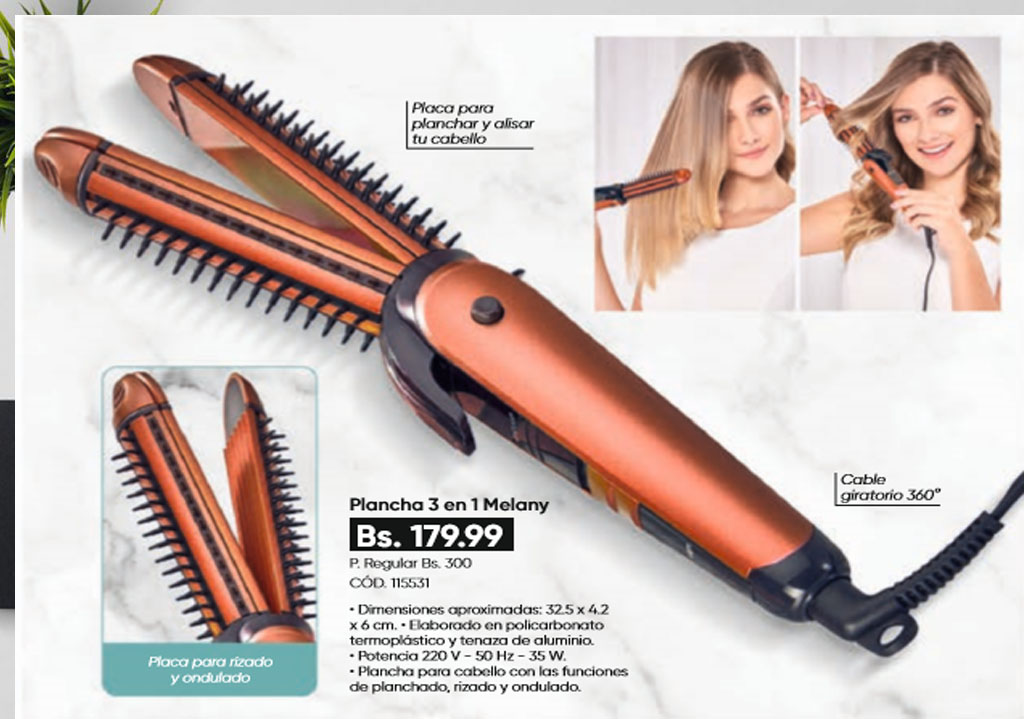 Placa para
planchar y alisar
tu cabello
Cable
giratorio 360°
Plancha 3 en 1 Melany
Bs. 179.99
P. Regular Bs. 300
CÓD. 115531
• Dimensiones aproximadas: 32.5 x 4.2
x 6 cm. • Elaborado en policarbonato
termoplástico y tenaza de aluminio.
• Potencia 220 V - 50 Hz - 35 W.
• Plancha para cabello con las funciones
de planchado, rizado y ondulado.
Placa para rizado
y ondulado